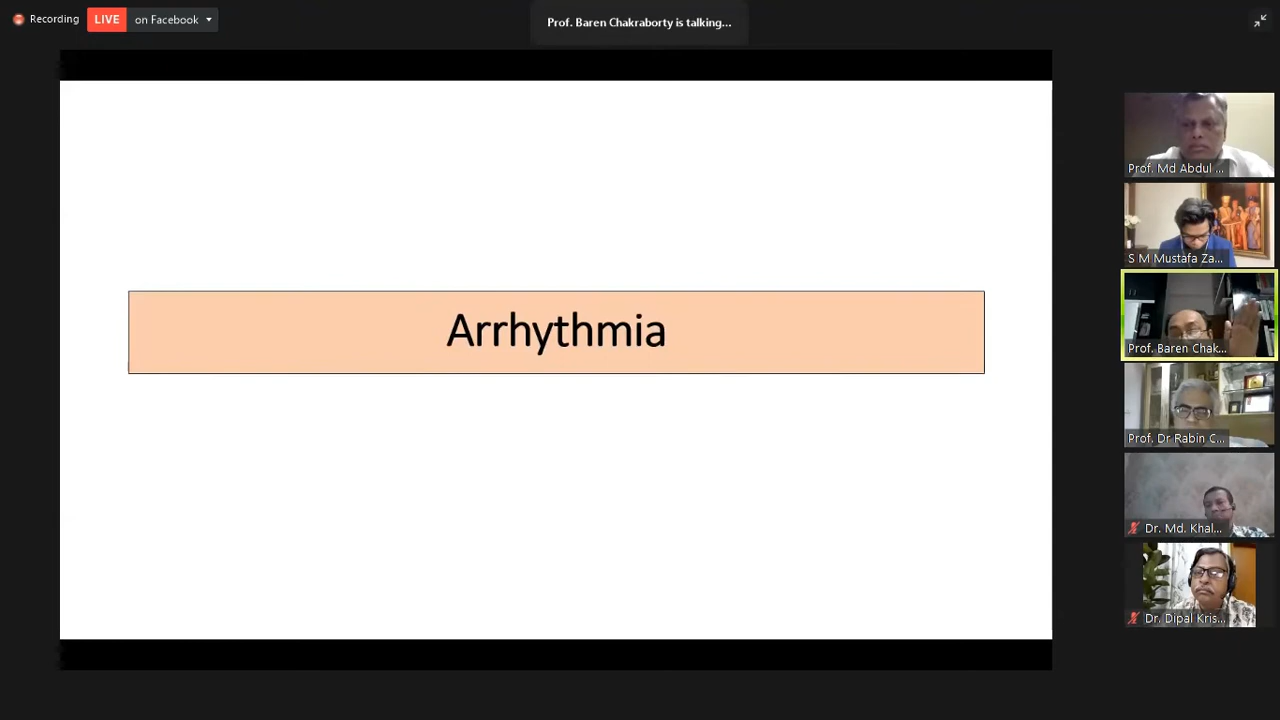 Recording
LIVE on Facebook
Prof. Baren Chakraborty is talking...
Arrhythmia
Prof. Md Abdul ...
S M Mustafa Za...
Prof. Baren Chak...
Prof. Dr Rabin C...
Dr. Md. Khal...
Dr. Dipal Kris...